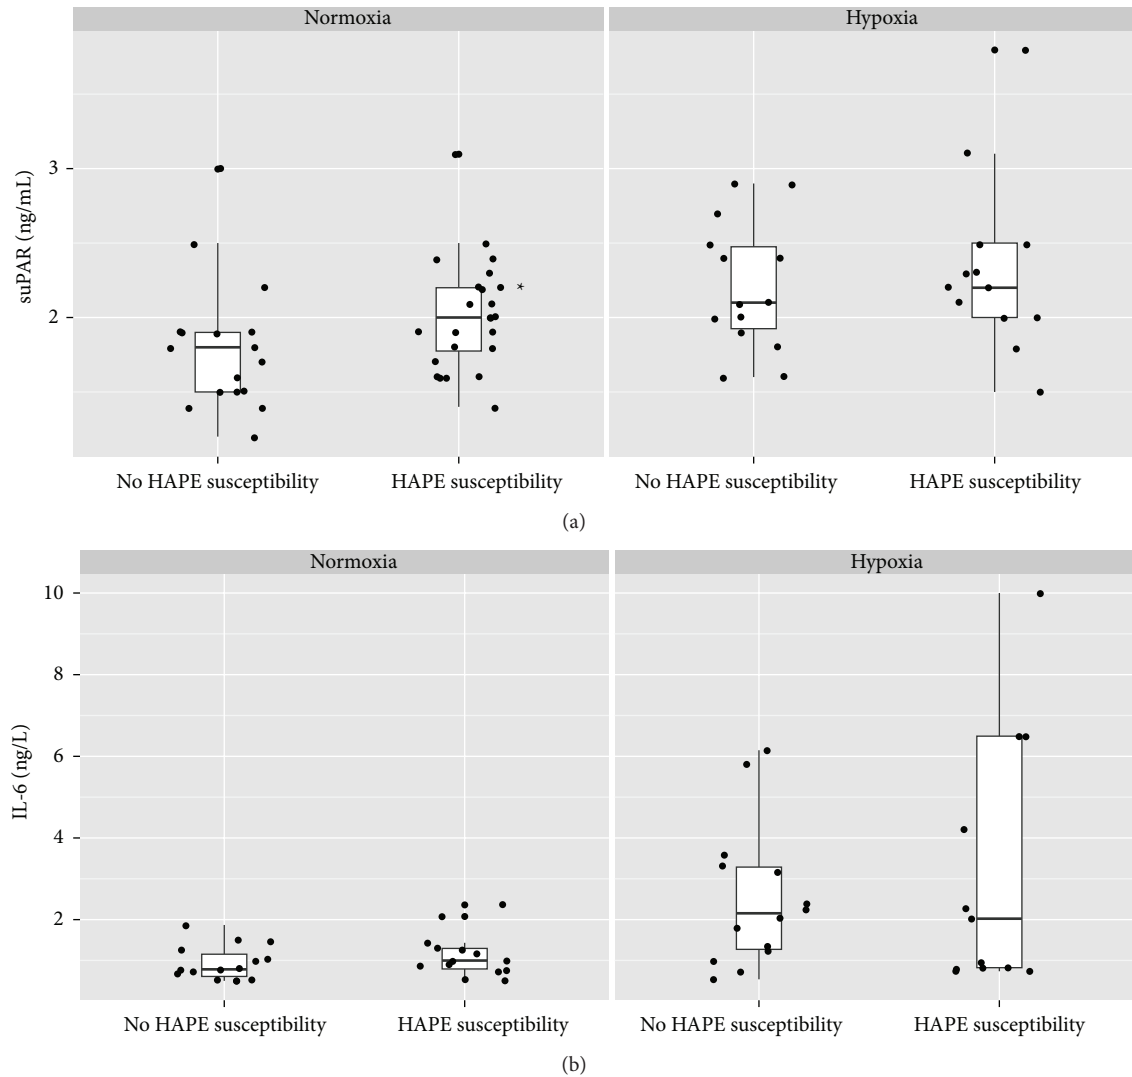 Normoxia Hypoxia
3
2
suPAR (ng/mL)
*
No HAPE susceptibility HAPE susceptibility No HAPE susceptibility HAPE susceptibility
(a)
Normoxia Hypoxia
10
8
6
4
2
IL-6 (ng/L)
No HAPE susceptibility HAPE susceptibility No HAPE susceptibility HAPE susceptibility
(b)